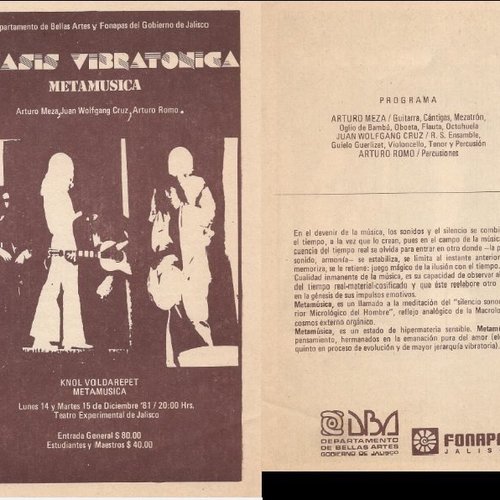 partamento de Bellas Artes y Fonapas del Gobierno de Jalisco
ASIS VIBRATONICA
METAMUSICA
Arturo Meza, Juan Wolfgang Cruz, Arturo Romo.
KNOL VOLDAREPET
METAMUSICA
Lunes 14 y Martes 15 de Diciembre '81 / 20:00 Hrs.
Teatro Experimental de Jalisco
Entrada General $ 80.00
Estudiantes y Maestros $ 40.00
PROGRAMA
ARTURO MEZA / Guitarra, Cántigas, Mezatrón,
Oglio de Bambú, Oboeta, Flauta, Octohuela
JUAN WOLFGANG CRUZ / R. S. Ensamble,
Guielo Guerlizet, Violoncello, Tenor y Percusión
ARTURO ROMO / Percusiones
En el devenir de la música, los sonidos y el silencio se combi
el tiempo, a la vez que lo crean, pues en el campo de la músi
cuencia del tiempo real se olvida para entrar en otro donde —la p
sonido, armonía— se estabiliza, se limita al instante anterior
memoriza, se le retiene: juego mágico de la ilusión con el tiempo.
Cualidad inmanente de la música, es su capacidad de observar a
del tiempo real-material-cosificado y que éste reelabore otro
en la génesis de sus impulsos emotivos.
Metamúsica, es un llamado a la meditación del "silencio sono
rior Micrológico del Hombre", reflejo analógico de la Macrolo
cosmos externo orgánico.
Metamúsica, es un estado de hipermateria sensible. Metam
pensamiento, hermanados en la emanación pura del amor (el
quinto en proceso de evolución y de mayor jerarquía vibratoria).
DBA
DEPARTAMENTO
DE BELLAS ARTES
GOBIERNO DE JALISCO
FONAPA
JALIS